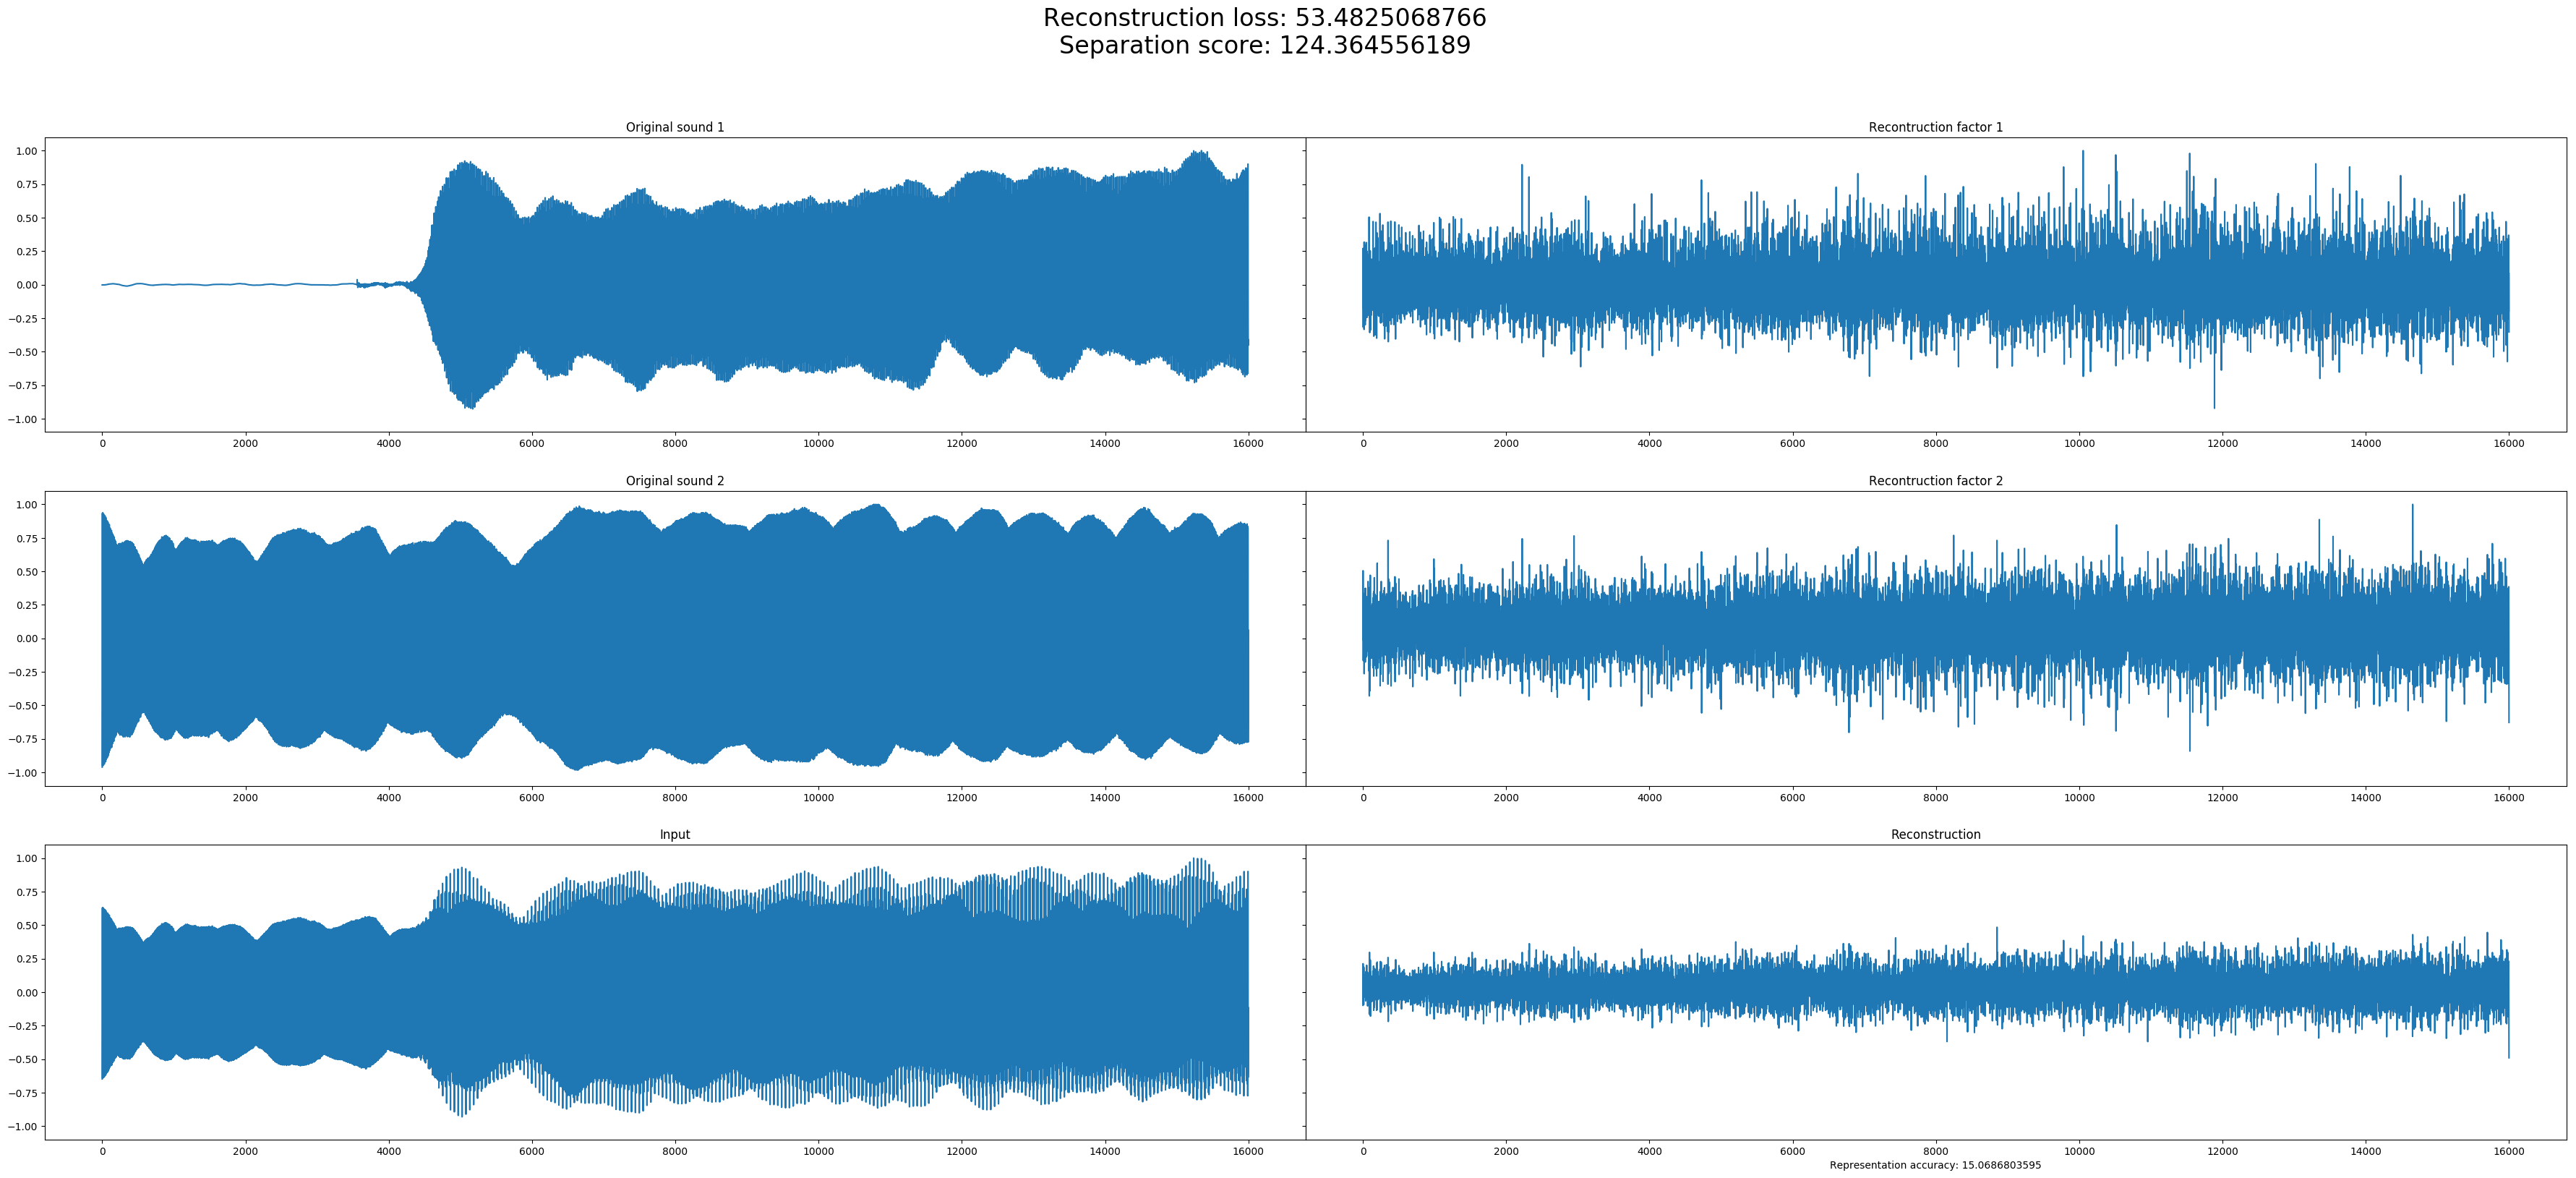 Reconstruction loss: 53.4825068766
Separation score: 124.364556189
Original sound 1
Recontruction factor 1
1.00
0.75
0.50
0.25
0.00
−0.25
−0.50
−0.75
−1.00
0 2000 4000 6000 8000 10000 12000 14000 16000
0 2000 4000 6000 8000 10000 12000 14000 16000
Original sound 2
Recontruction factor 2
1.00
0.75
0.50
0.25
0.00
−0.25
−0.50
−0.75
−1.00
0 2000 4000 6000 8000 10000 12000 14000 16000
0 2000 4000 6000 8000 10000 12000 14000 16000
Input
Reconstruction
1.00
0.75
0.50
0.25
0.00
−0.25
−0.50
−0.75
−1.00
0 2000 4000 6000 8000 10000 12000 14000 16000
0 2000 4000 6000 8000 10000 12000 14000 16000
Representation accuracy: 15.0686803595